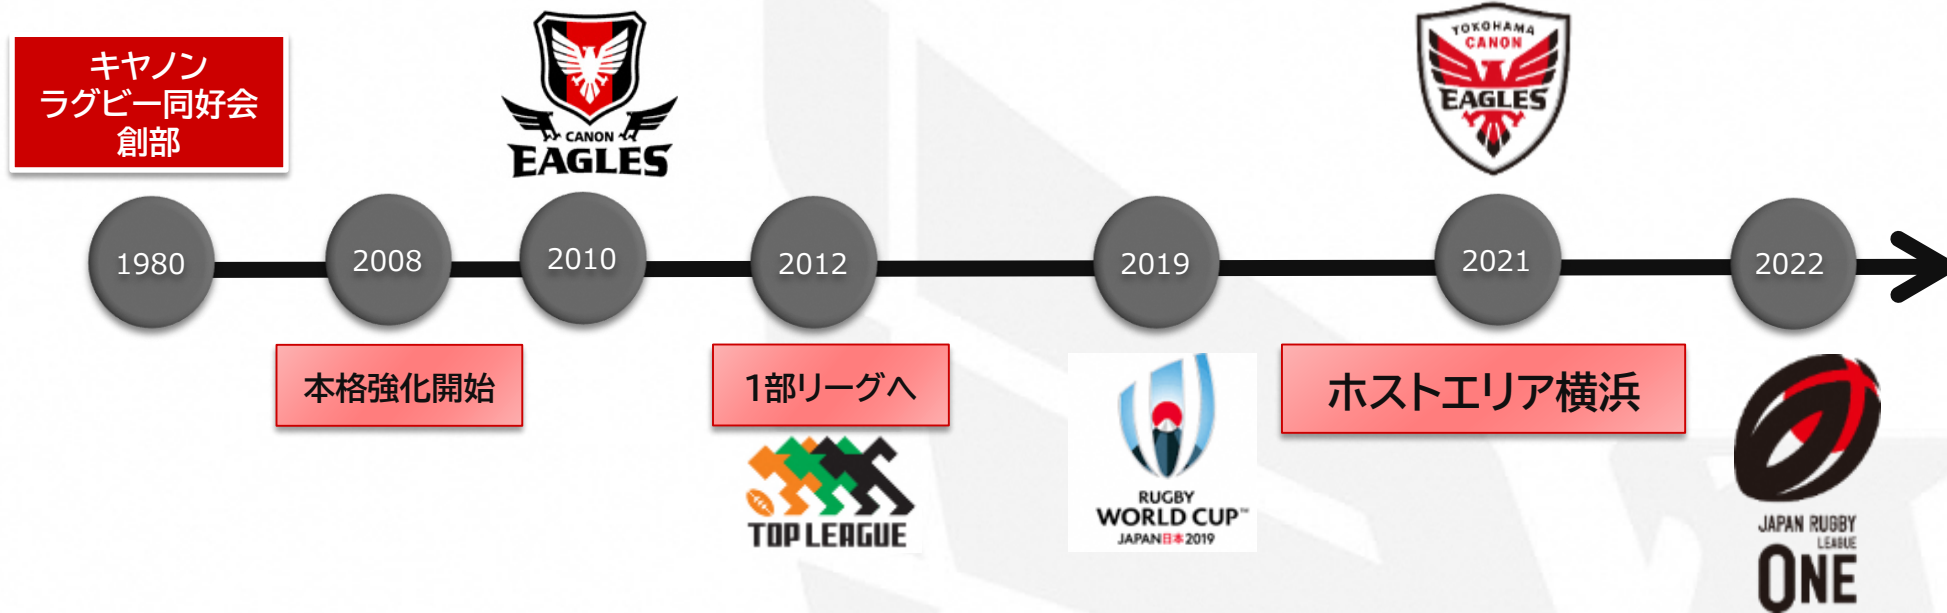 キヤノン
ラグビー同好会
創部
CANON
EAGLES
YOKOHAMA
CANON
EAGLES
1980
2008
2010
2012
2019
2021
2022
本格強化開始
1部リーグへ
ホストエリア横浜
TOP LEAGUE
RUGBY
WORLD CUP™
JAPAN日本2019
JAPAN RUGBY
LEAGUE
ONE